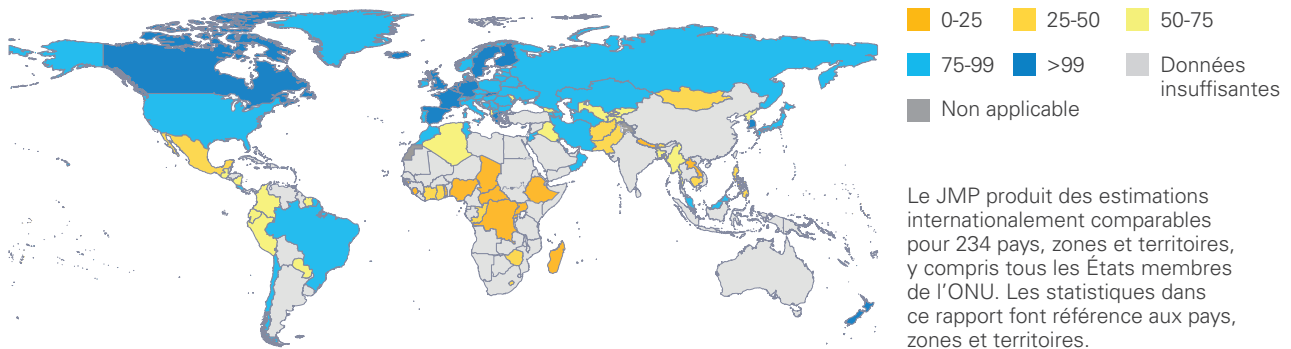 0-25
25-50
50-75
75-99
>99
Données
insuffisantes
Non applicable
Le JMP produit des estimations
internationalement comparables
pour 234 pays, zones et territoires,
y compris tous les États membres
de l'ONU. Les statistiques dans
ce rapport font référence aux pays,
zones et territoires.